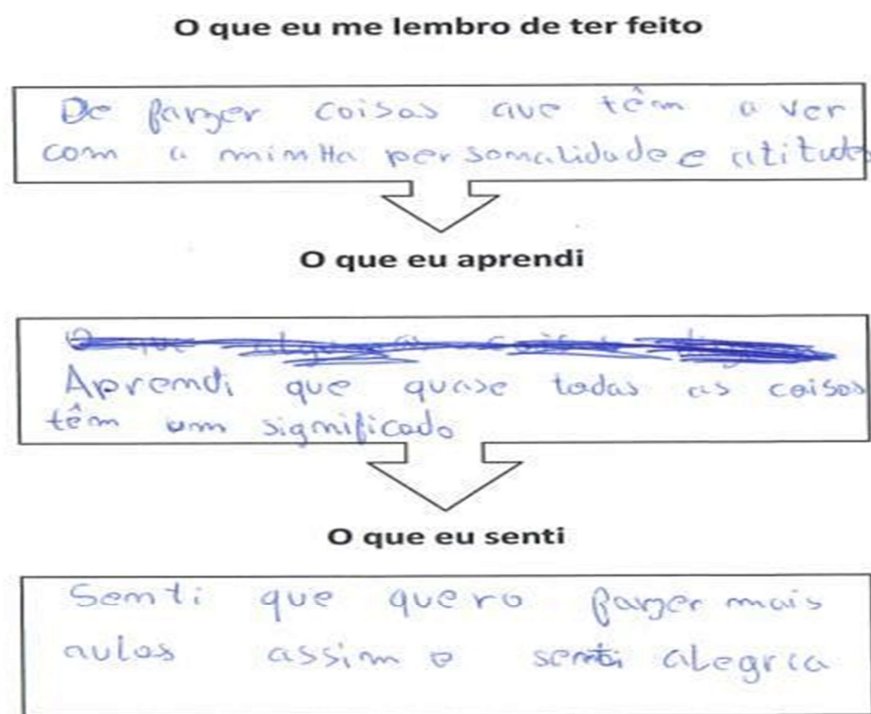 O que eu me lembro de ter feito
De fazer coisas que têm a ver
com a minha personalidade e atitude
O que eu aprendi
Aprendi que quase todas as coisas
têm um significado
O que eu senti
Senti que quero fazer mais
aulas assim e senti alegria